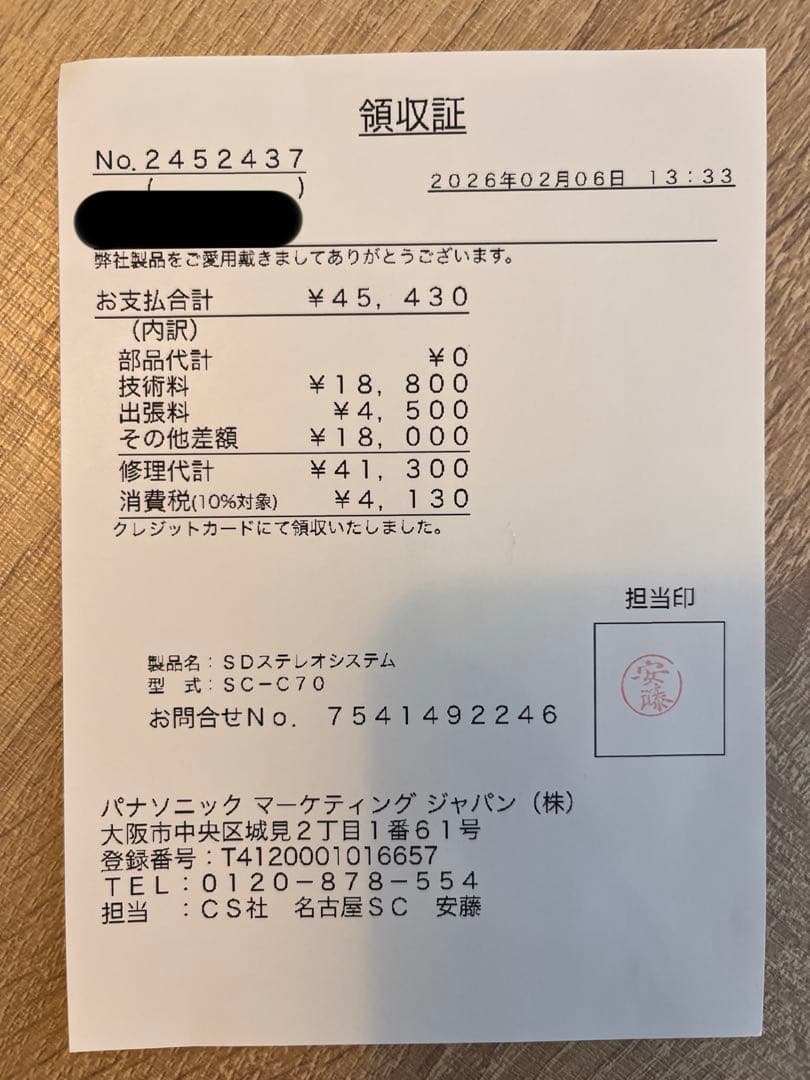 領収証
No.2452437
2026年02月06日 13:33
( )
弊社製品をご愛用戴きましてありがとうございます。
お支払合計 ¥45,430
(内訳)
部品代計 ¥0
技術料 ¥18,800
出張料 ¥4,500
その他差額 ¥18,000
修理代計 ¥41,300
消費税(10%対象) ¥4,130
クレジットカードにて領収いたしました。
担当印
安藤
製品名:SDステレオシステム
型 式:SC-C70
お問合せNo. 7541492246
パナソニック マーケティング ジャパン(株)
大阪市中央区城見2丁目1番61号
登録番号:T4120001016657
TEL:0120-878-554
担当 :CS社 名古屋SC 安藤